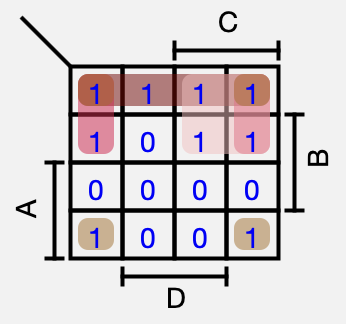 C
1 1 1 1
1 0 1 1
B
0 0 0 0
A
1 0 0 1
D